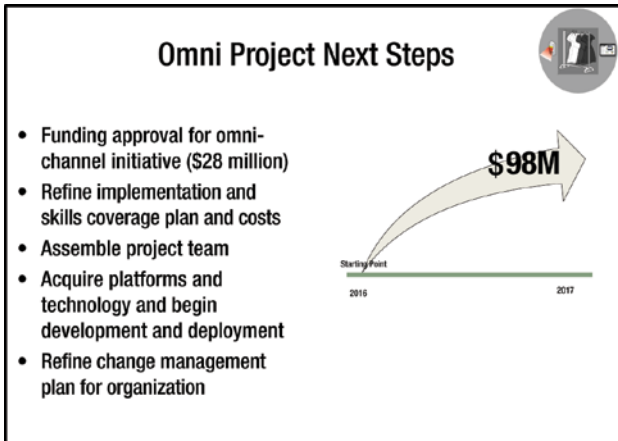 Omni Project Next Steps
• Funding approval for omni-
channel initiative ($28 million)
• Refine implementation and
skills coverage plan and costs
• Assemble project team
• Acquire platforms and
technology and begin
development and deployment
• Refine change management
plan for organization
$98M
Starting Point
2016
2017